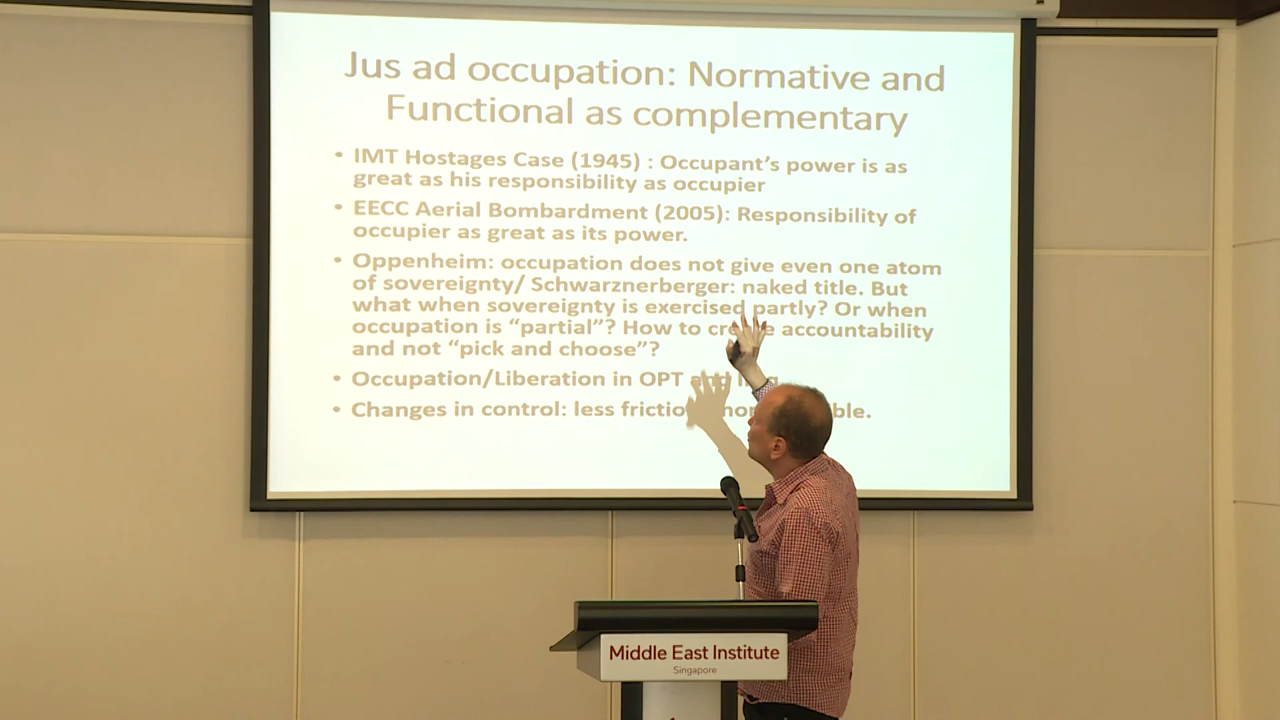 Jus ad occupation: Normative and
Functional as complementary
• IMT Hostages Case (1945) : Occupant's power is as
great as his responsibility as occupier
• EECC Aerial Bombardment (2005): Responsibility of
occupier as great as its power.
• Oppenheim: occupation does not give even one atom
of sovereignty/ Schwarznerberger: naked title. But
what when sovereignty is exercised partly? Or when
occupation is “partial”? How to accountability
and not “pick and choose”?
• Occupation/Liberation in OPT
• Changes in control: less
Middle East Institute
Singapore